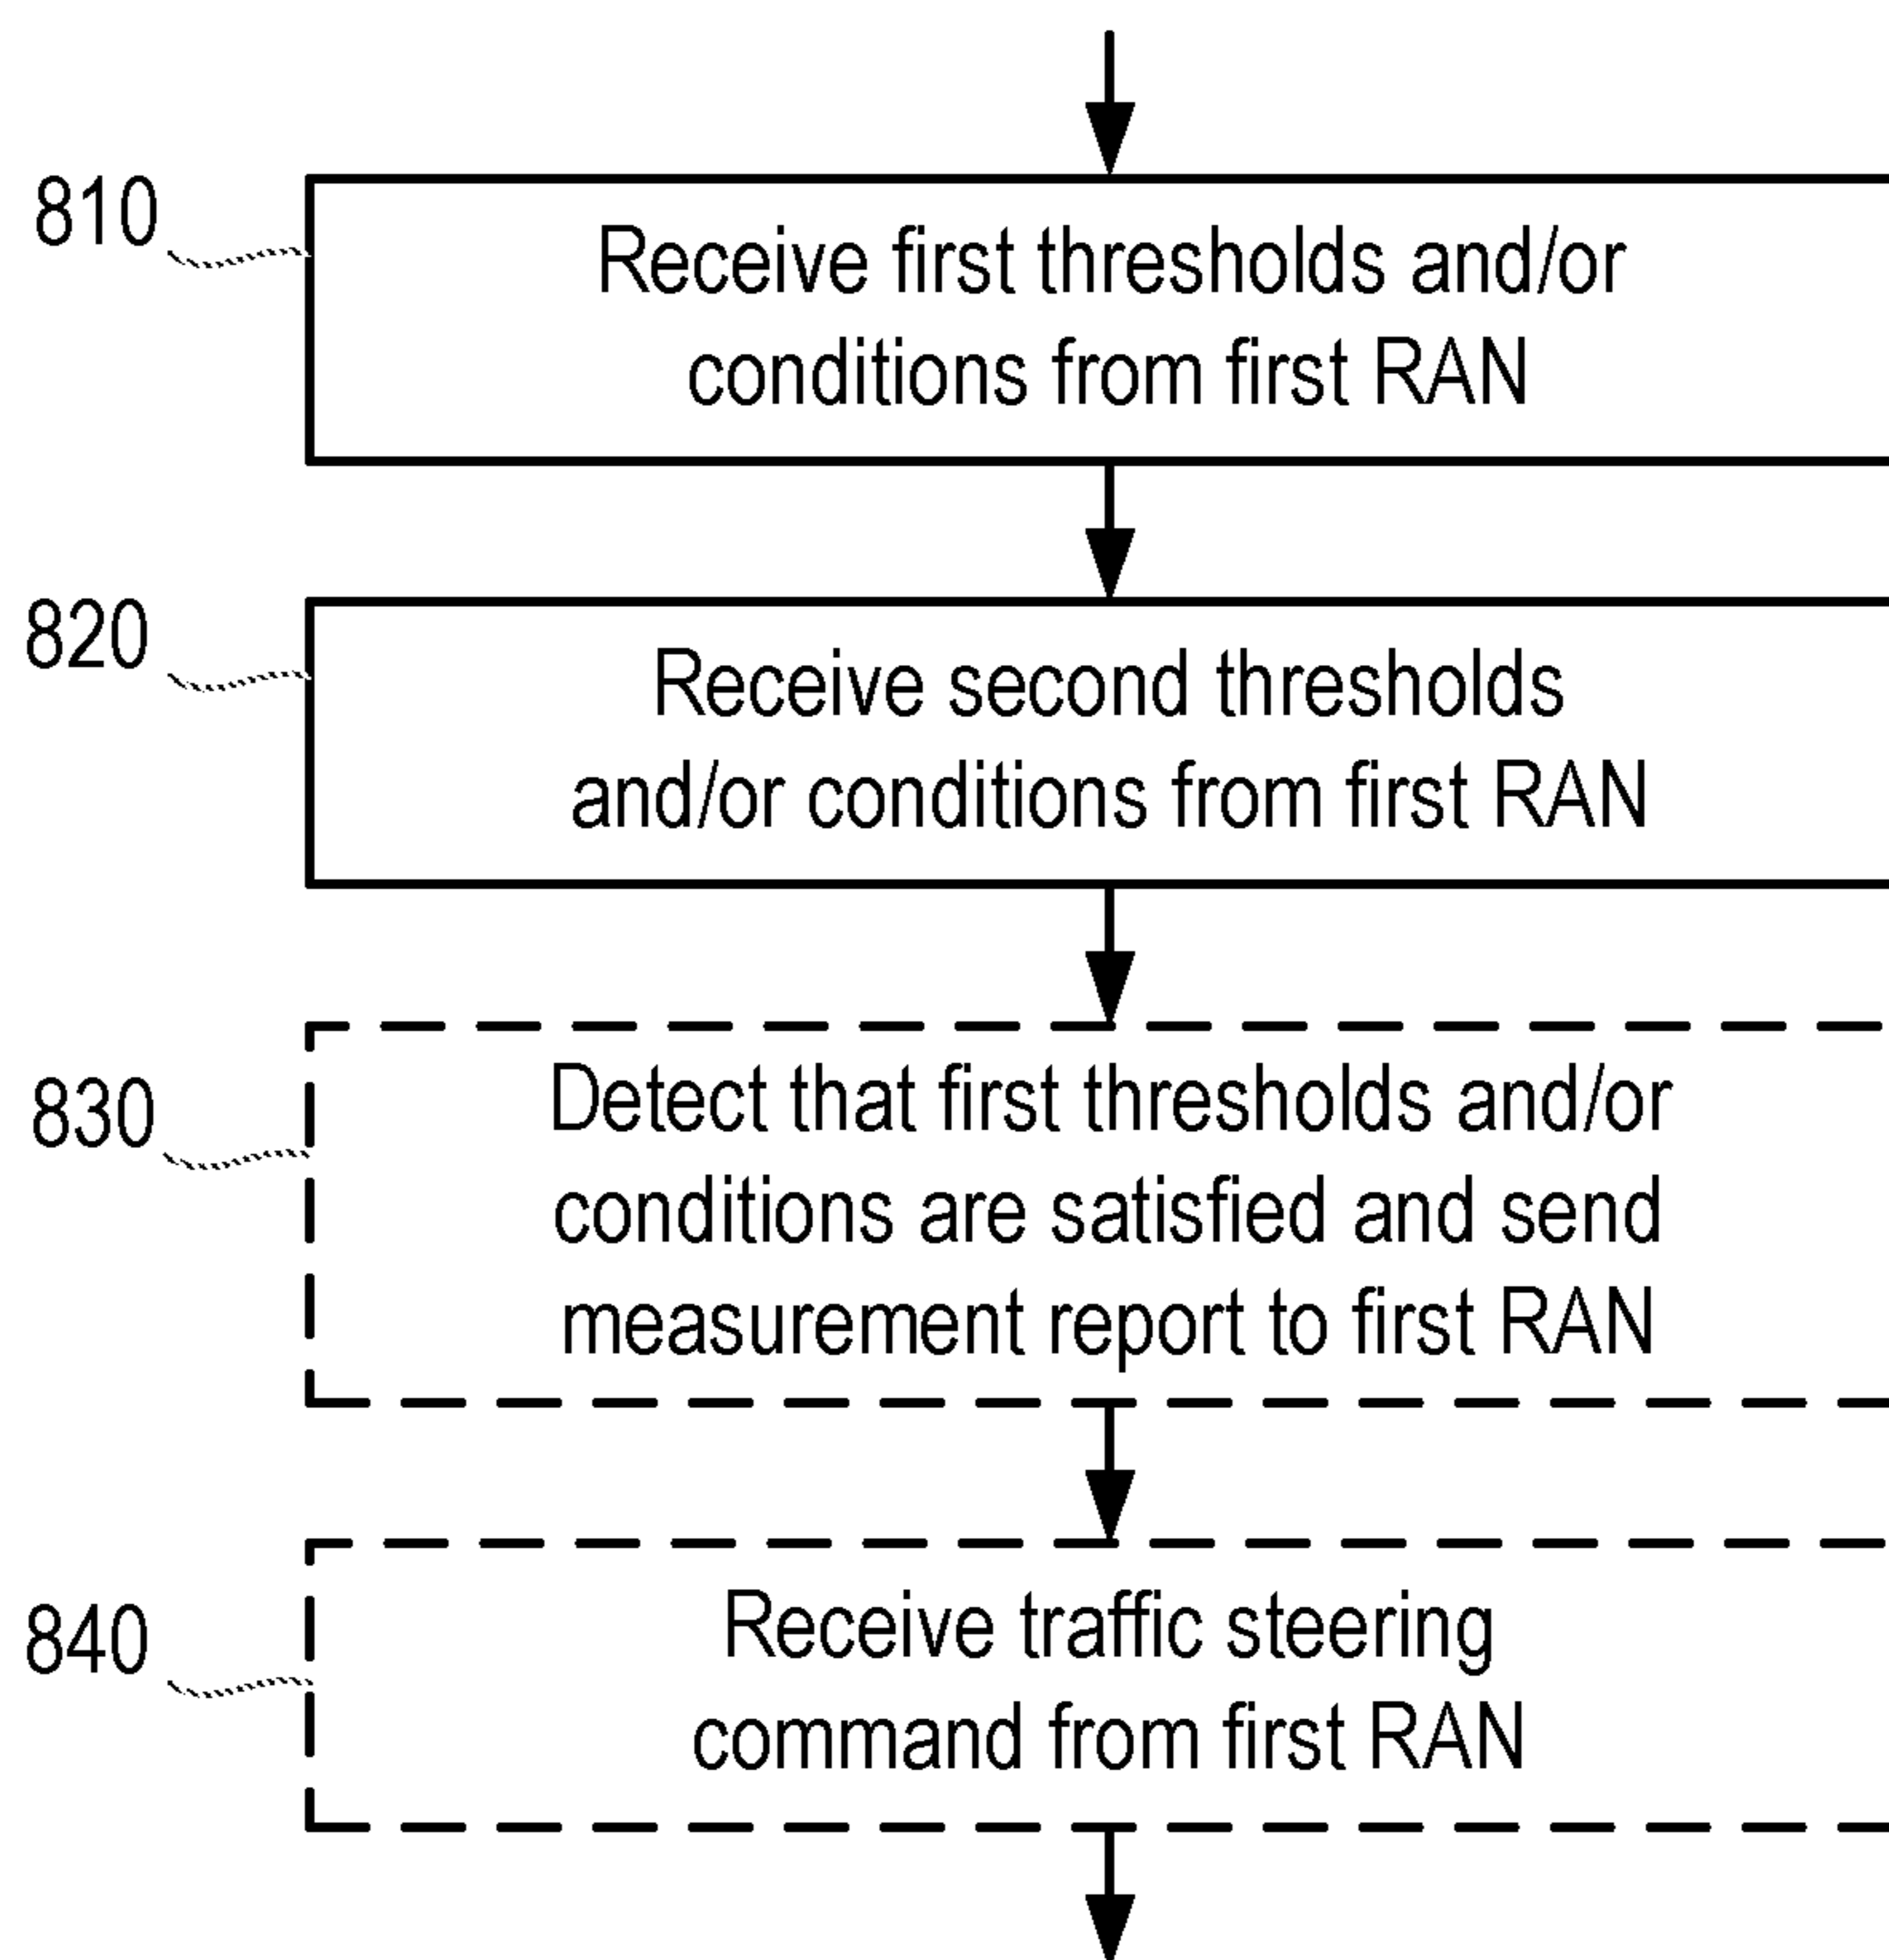 810
Receive first thresholds and/or
conditions from first RAN
820
Receive second thresholds
and/or conditions from first RAN
830
Detect that first thresholds and/or
conditions are satisfied and send
measurement report to first RAN
840
Receive traffic steering
command from first RAN